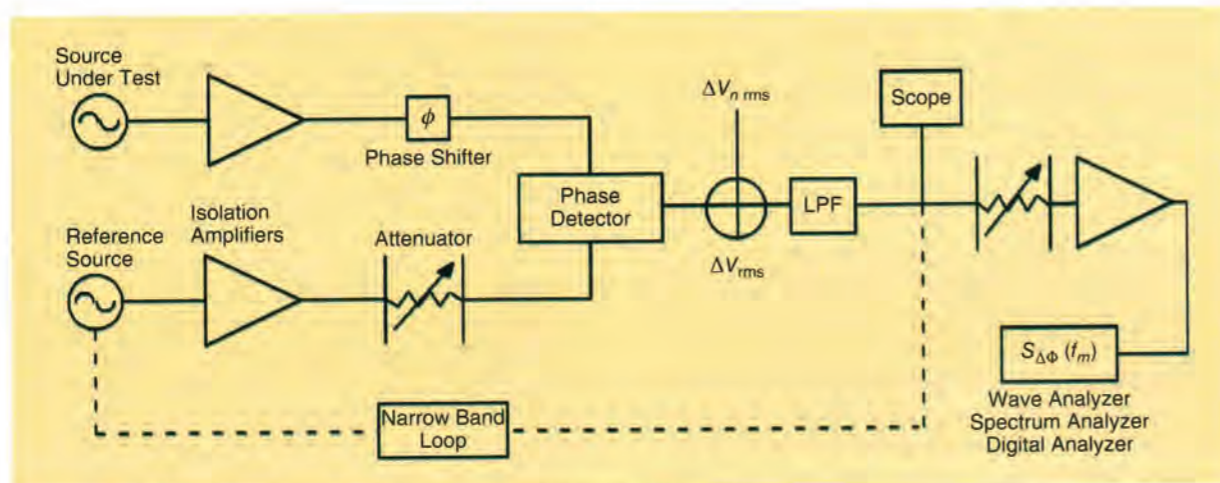 Source
Under Test
ϕ
Phase Shifter
Reference
Source
Isolation
Amplifiers
Attenuator
Phase
Detector
ΔVn rms
ΔVrms
LPF
Scope
SΔΦ (fm)
Wave Analyzer
Spectrum Analyzer
Digital Analyzer
Narrow Band
Loop